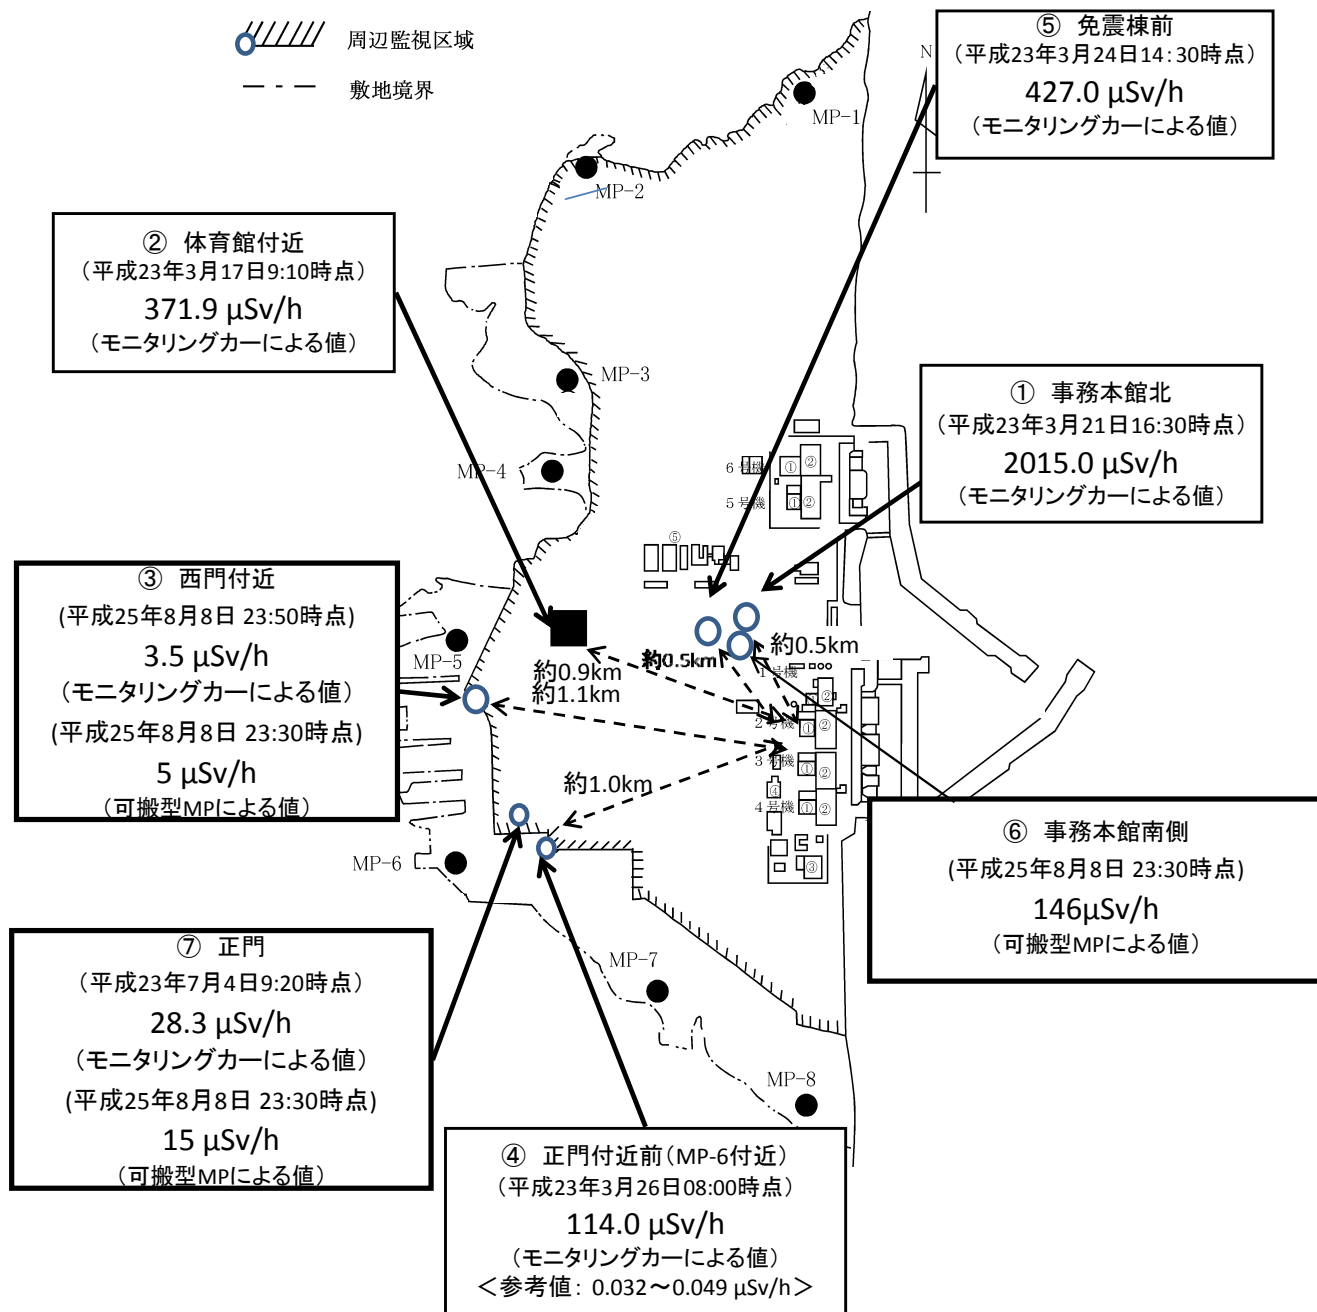 周辺監視区域
敷地境界
⑤ 免震棟前
（平成23年3月24日14：30時点）
427.0 μSv/h
（モニタリングカーによる値）
N
MP-1
MP-2
② 体育館付近
（平成23年3月17日9:10時点）
371.9 μSv/h
（モニタリングカーによる値）
MP-3
① 事務本館北
（平成23年3月21日16:30時点）
2015.0 μSv/h
（モニタリングカーによる値）
MP-4
6号機
①
②
5号機
①
②
⑤
③ 西門付近
(平成25年8月8日 23:50時点)
3.5 μSv/h
（モニタリングカーによる値）
(平成25年8月8日 23:30時点)
5 μSv/h
（可搬型MPによる値）
MP-5
約0.9km
約1.1km
約0.5km
約0.5km
1号機
②
2号機
①
②
3号機
①
②
約1.0km
④
4号機
①
②
③
⑥ 事務本館南側
(平成25年8月8日 23:30時点)
146μSv/h
（可搬型MPによる値）
MP-6
⑦ 正門
（平成23年7月4日9:20時点）
28.3 μSv/h
（モニタリングカーによる値）
(平成25年8月8日 23:30時点)
15 μSv/h
（可搬型MPによる値）
MP-7
MP-8
④ 正門付近前（MP-6付近）
（平成23年3月26日08:00時点）
114.0 μSv/h
（モニタリングカーによる値）
＜参考値： 0.032～0.049 μSv/h＞